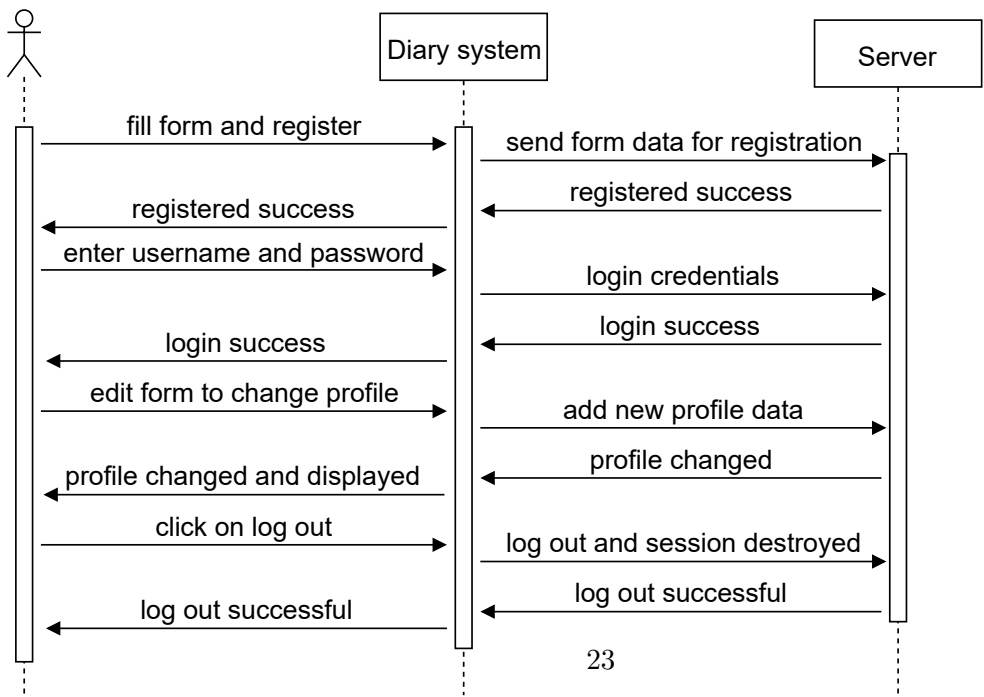 Diary system
Server
fill form and register
send form data for registration
registered success
registered success
enter username and password
login credentials
login success
login success
edit form to change profile
add new profile data
profile changed
profile changed and displayed
click on log out
log out and session destroyed
log out successful
log out successful
23